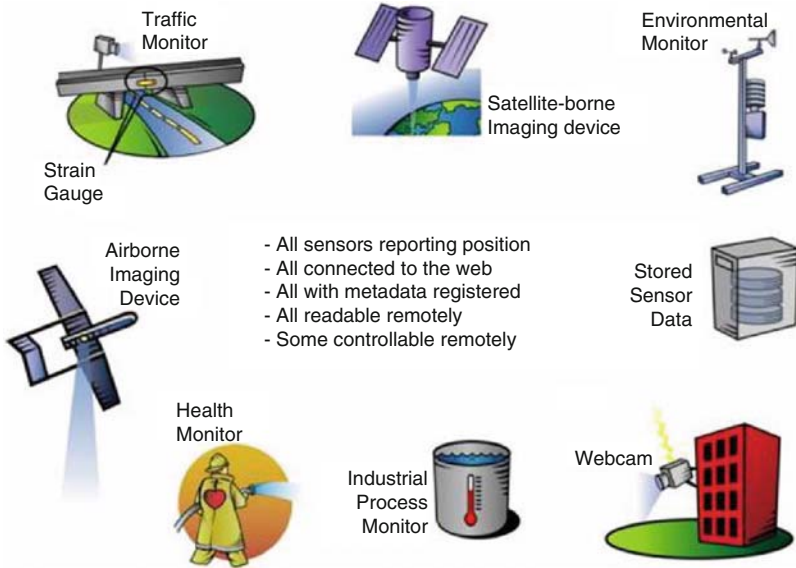 Traffic
Monitor
Strain
Gauge
Satellite-borne
Imaging device
Environmental
Monitor
Airborne
Imaging
Device
- All sensors reporting position
- All connected to the web
- All with metadata registered
- All readable remotely
- Some controllable remotely
Stored
Sensor
Data
Health
Monitor
Industrial
Process
Monitor
Webcam